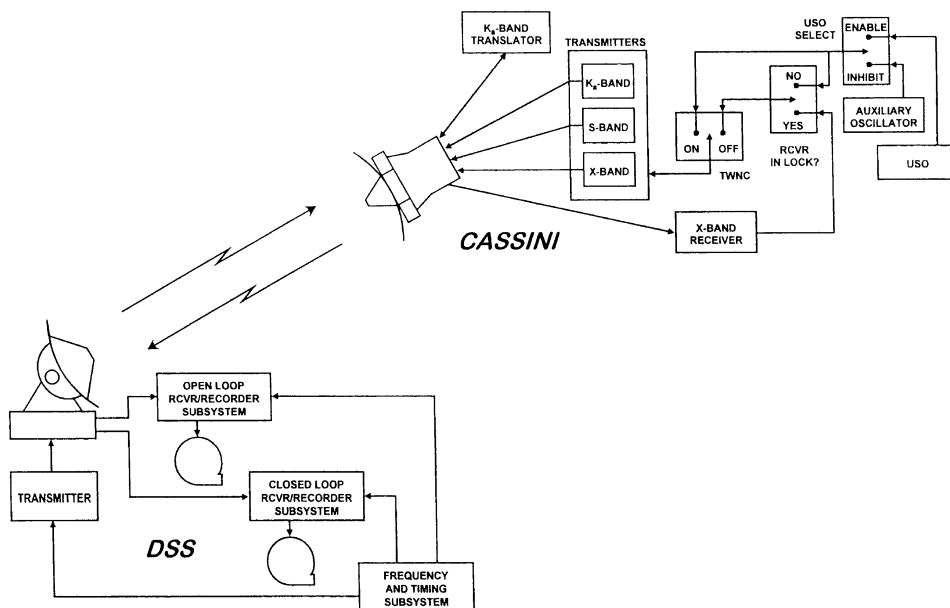 Ka-BAND
TRANSLATOR
TRANSMITTERS
Ka-BAND
S-BAND
X-BAND
USO
SELECT
ENABLE
INHIBIT
NO
YES
RCVR
IN LOCK?
AUXILIARY
OSCILLATOR
USO
ON
OFF
TWNC
X-BAND
RECEIVER
CASSINI
OPEN LOOP
RCVR/RECORDER
SUBSYSTEM
CLOSED LOOP
RCVR/RECORDER
SUBSYSTEM
TRANSMITTER
DSS
FREQUENCY
AND TIMING
SUBSYSTEM